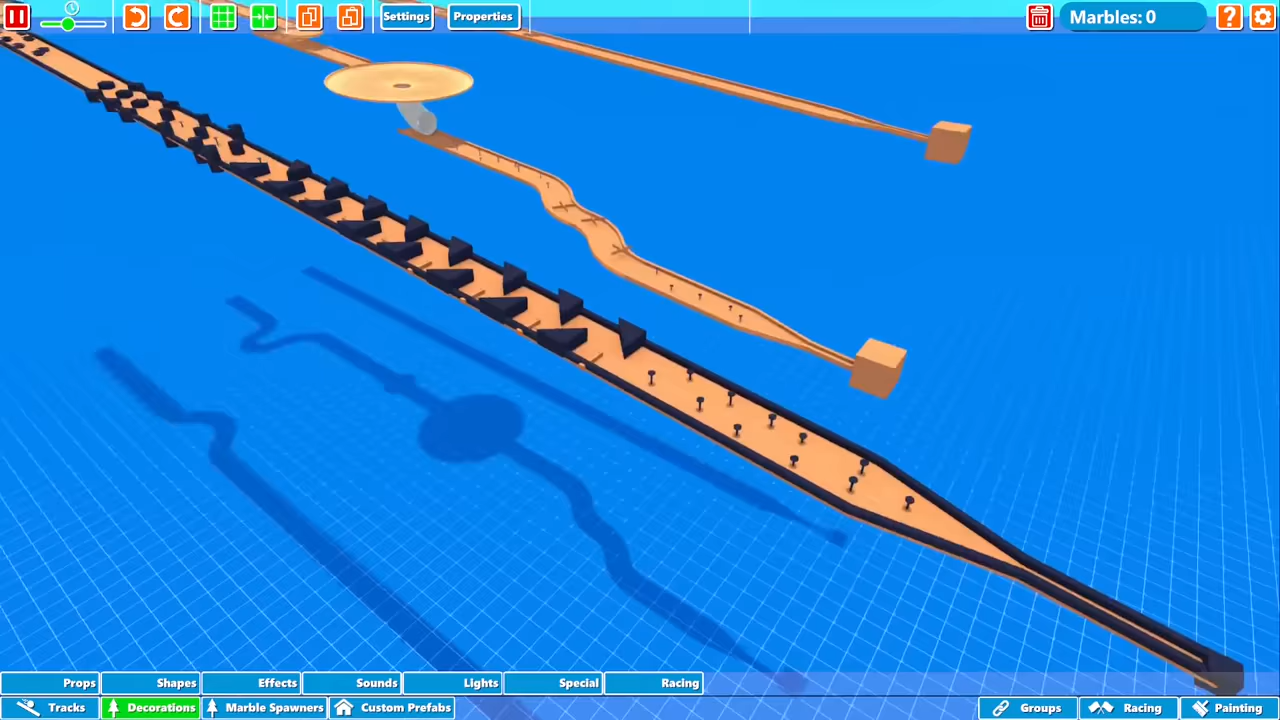 Settings
Properties
Marbles: 0
?
Props
Shapes
Effects
Sounds
Lights
Special
Racing
Tracks
Decorations
Marble Spawners
Custom Prefabs
Groups
Racing
Painting